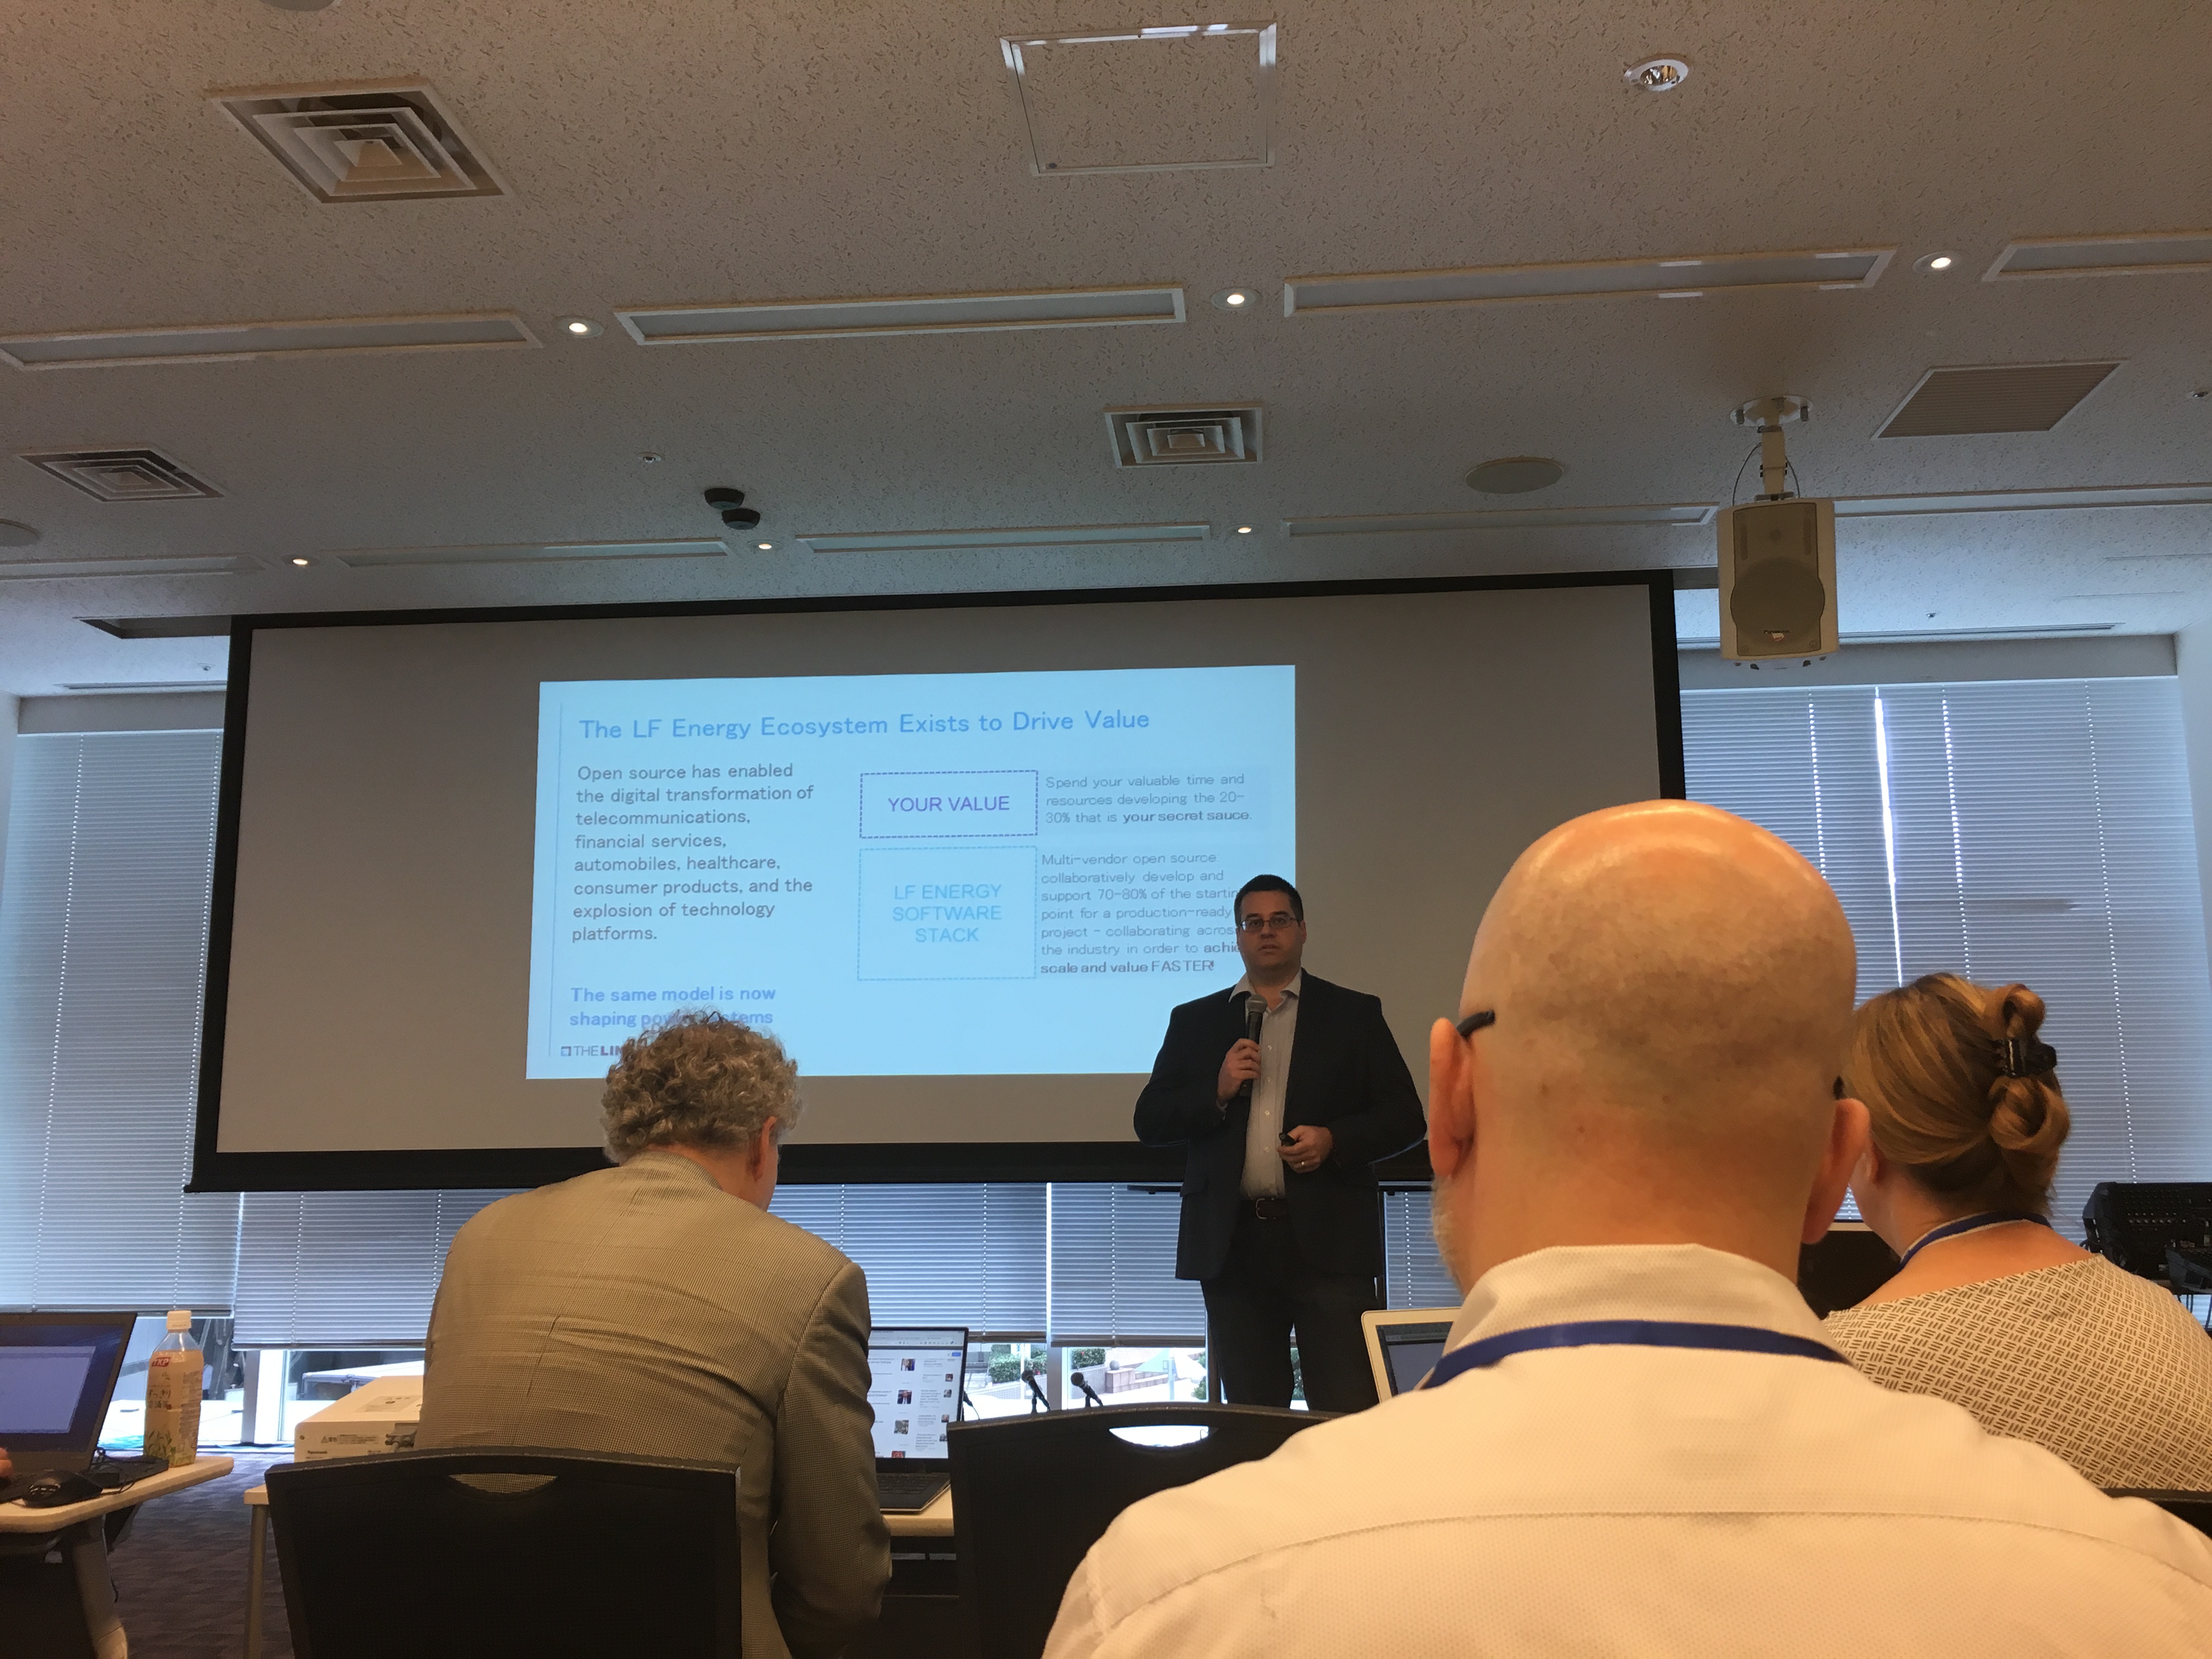 The LF Energy Ecosystem Exists to Drive Value
Open source has enabled
the digital transformation of
telecommunications,
financial services,
automobiles, healthcare,
consumer products, and the
explosion of technology
platforms.
The same model is now
shaping
THE
YOUR VALUE
Spend your valuable time and
resources developing the 20-
30% that is your secret sauce.
LF ENERGY
SOFTWARE
STACK
Multi-vendor open source
collaboratively develop and
support 70-80% of the startin
point for a production-ready
project - collaborating across
the industry in order to achi
scale and value FASTER!
Panasonic